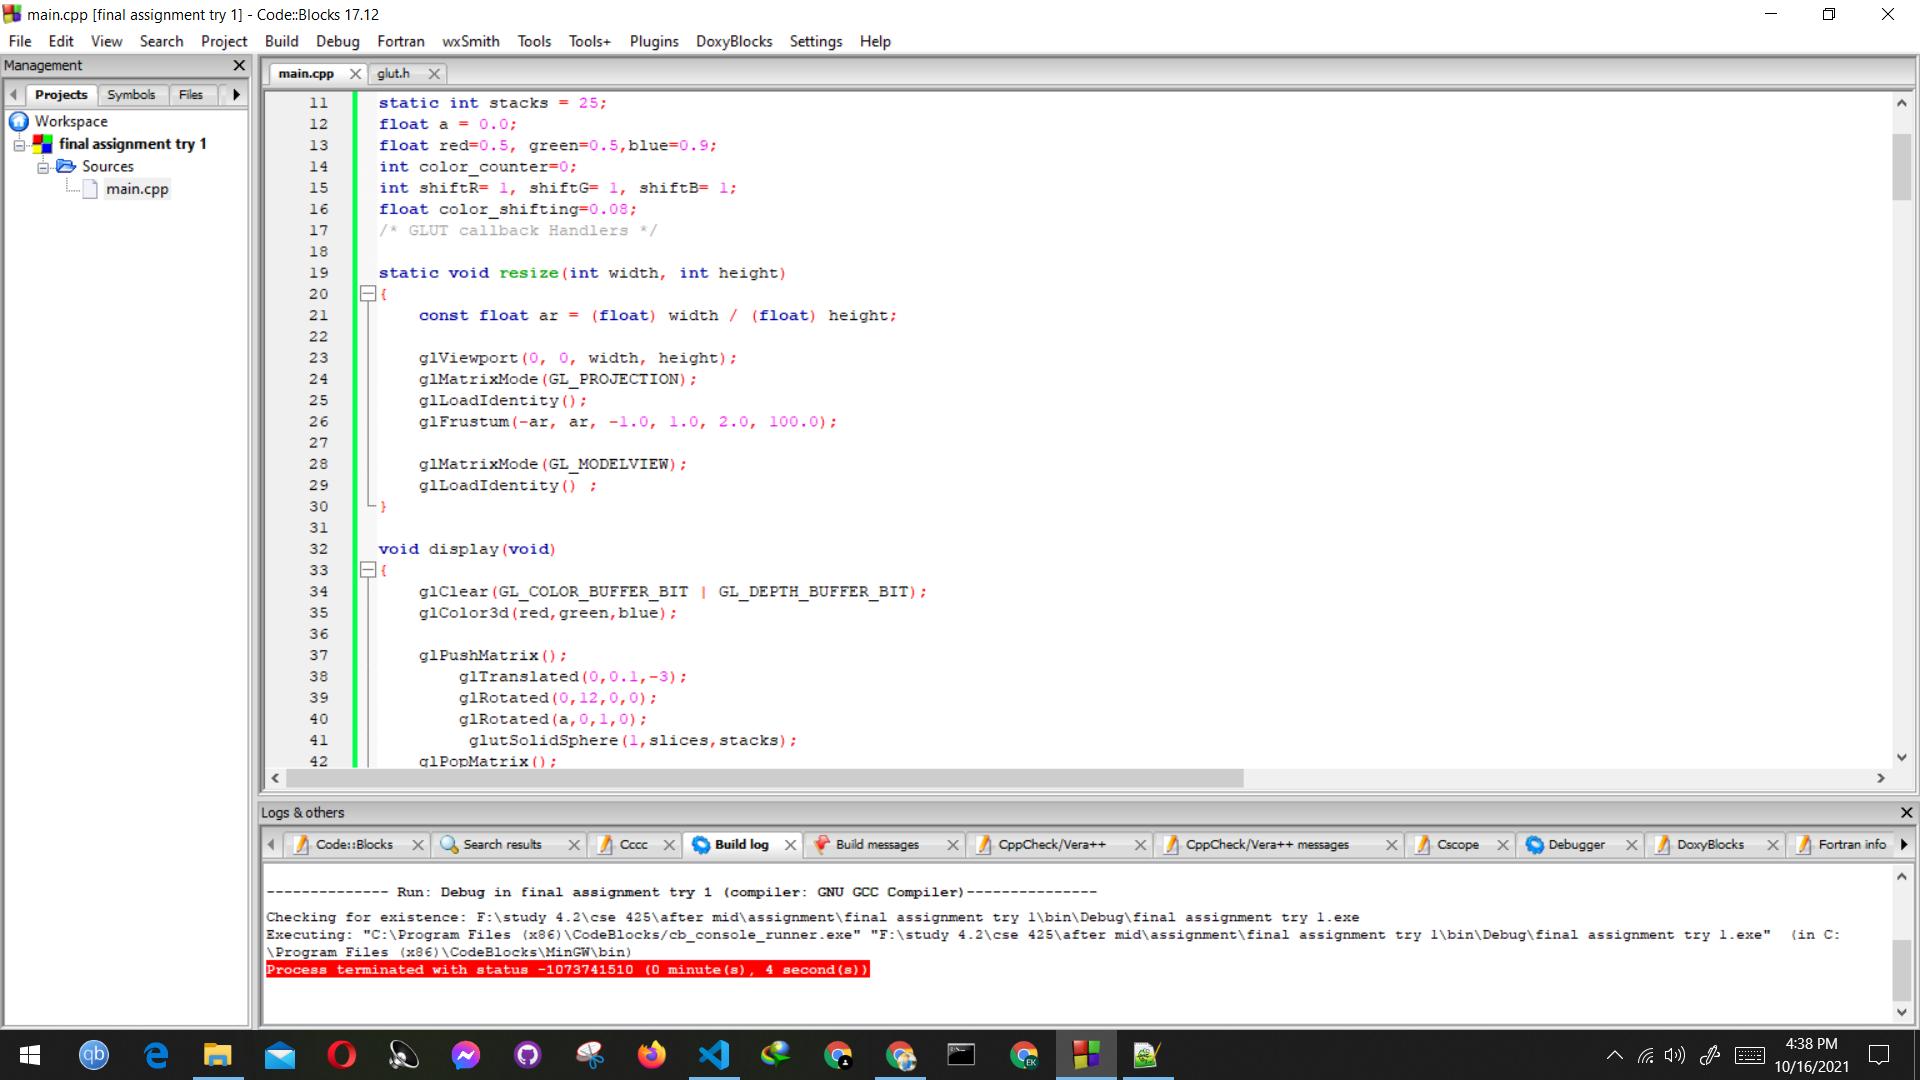 main.cpp [final assignment try 1] - Code::Blocks 17.12
File Edit View Search Project Build Debug Fortran wxSmith Tools Tools+ Plugins DoxyBlocks Settings Help
Management
Projects Symbols Files
Workspace
final assignment try 1
Sources
main.cpp
main.cpp glut.h
11 static int stacks = 25;
12 float a = 0.0;
13 float red=0.5, green=0.5,blue=0.9;
14 int color_counter=0;
15 int shiftR= 1, shiftG= 1, shiftB= 1;
16 float color_shifting=0.08;
17 /* GLUT callback Handlers */
18
19 static void resize(int width, int height)
20 {
21 const float ar = (float) width / (float) height;
22
23 glViewport(0, 0, width, height);
24 glMatrixMode(GL_PROJECTION);
25 glLoadIdentity();
26 glFrustum(-ar, ar, -1.0, 1.0, 2.0, 100.0);
27
28 glMatrixMode(GL_MODELVIEW);
29 glLoadIdentity() ;
30 }
31
32 void display(void)
33 {
34 glClear(GL_COLOR_BUFFER_BIT | GL_DEPTH_BUFFER_BIT);
35 glColor3d(red,green,blue);
36
37 glPushMatrix();
38 glTranslated(0,0.1,-3);
39 glRotated(0,12,0,0);
40 glRotated(a,0,1,0);
41 glutSolidSphere(1,slices,stacks);
42 glPopMatrix();
Logs & others
Code::Blocks Search results Cccc Build log Build messages CppCheck/Vera++ CppCheck/Vera++ messages Cscope Debugger DoxyBlocks Fortran info
-------------- Run: Debug in final assignment try 1 (compiler: GNU GCC Compiler)---------------
Checking for existence: F:\study 4.2\cse 425\after mid\assignment\final assignment try 1\bin\Debug\final assignment try 1.exe
Executing: "C:\Program Files (x86)\CodeBlocks/cb_console_runner.exe" "F:\study 4.2\cse 425\after mid\assignment\final assignment try 1\bin\Debug\final assignment try 1.exe"  (in C:
\Program Files (x86)\CodeBlocks\MinGW\bin)
Process terminated with status -1073741510 (0 minute(s), 4 second(s))
qb
EK
4:38 PM
10/16/2021